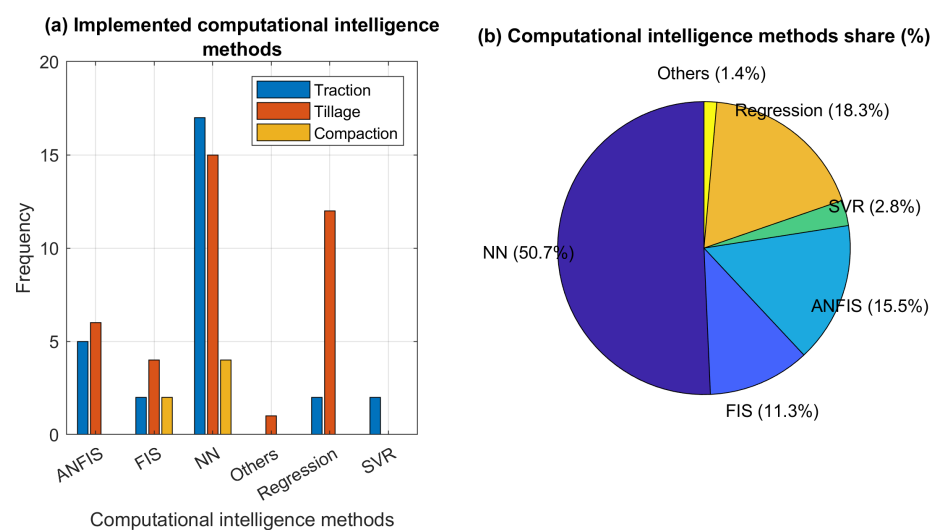 (a) Implemented computational intelligence
methods
20
15
10
5
0
Frequency
Traction
Tillage
Compaction
ANFIS
FIS
NN
Others
Regression
SVR
Computational intelligence methods
(b) Computational intelligence methods share (%)
Others (1.4%)
Regression (18.3%)
SVR (2.8%)
NN (50.7%)
ANFIS (15.5%)
FIS (11.3%)